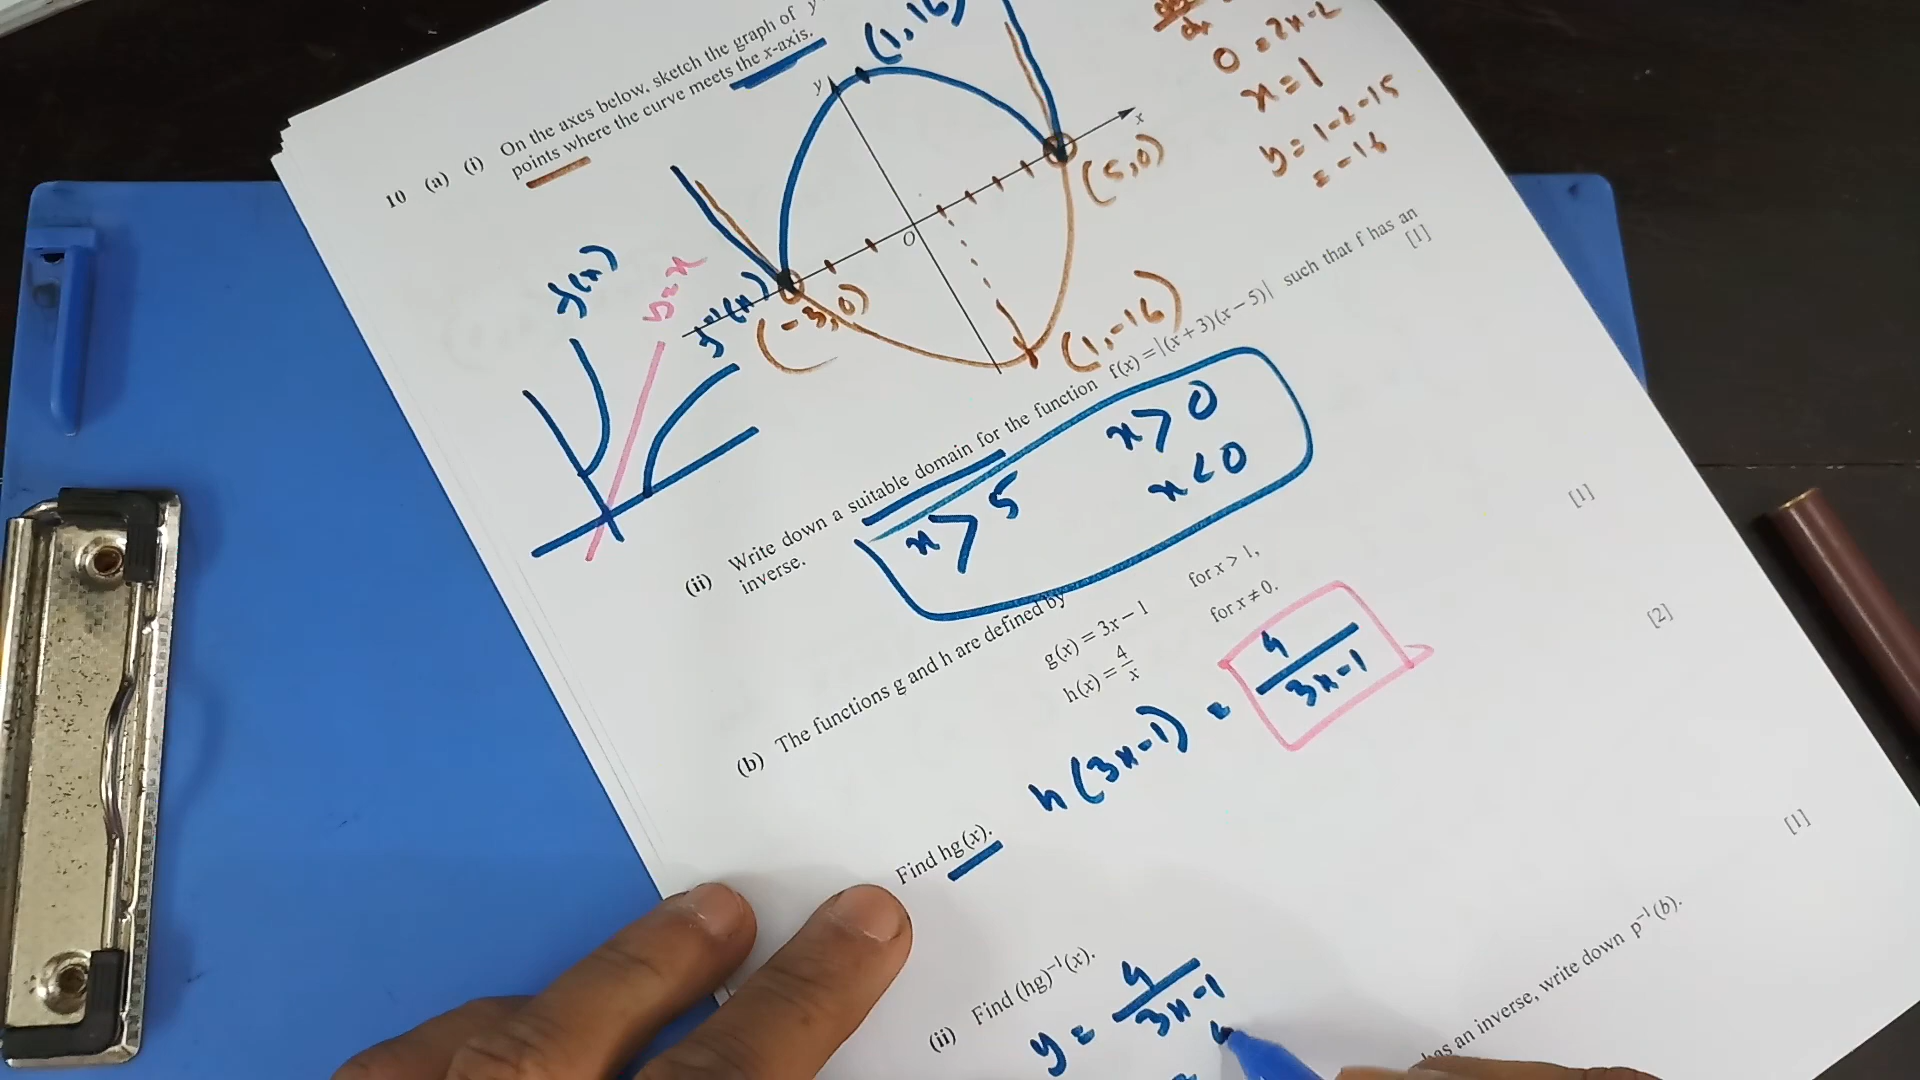 10 (a) (i) On the axes below, sketch the graph of y
points where the curve meets the x-axis.
(1, 16)
y
x
O
(5, 0)
(-3, 0)
(1, -16)
0 = 2x-2
x = 1
y = 1-2-15
= -16
[1]
f(x)
y=x
f⁻¹(x)
(ii) Write down a suitable domain for the function f(x) = |(x + 3)(x − 5)| such that f has an
inverse.
x > 5
x > 0
x < 0
[1]
(b) The functions g and h are defined by
g(x) = 3x − 1 for x > 1,
h(x) = 4/x for x ≠ 0.
[2]
Find hg(x).
h(3x-1) = 4/(3x-1)
[1]
(ii) Find (hg)⁻¹(x).
y = 4/(3x-1)
has an inverse, write down p⁻¹(b).